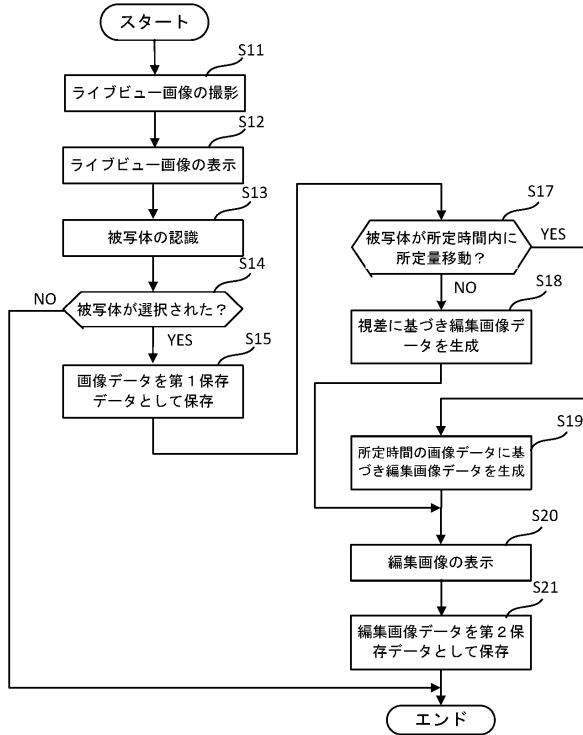 スタート
S11
ライブビュー画像の撮影
S12
ライブビュー画像の表示
S13
被写体の認識
S14
NO
被写体が選択された？
YES
S15
画像データを第１保存
データとして保存
S17
被写体が所定時間内に
所定量移動？
YES
NO
S18
視差に基づき編集画像デー
タを生成
S19
所定時間の画像データに基
づき編集画像データを生成
S20
編集画像の表示
S21
編集画像データを第２保
存データとして保存
エンド